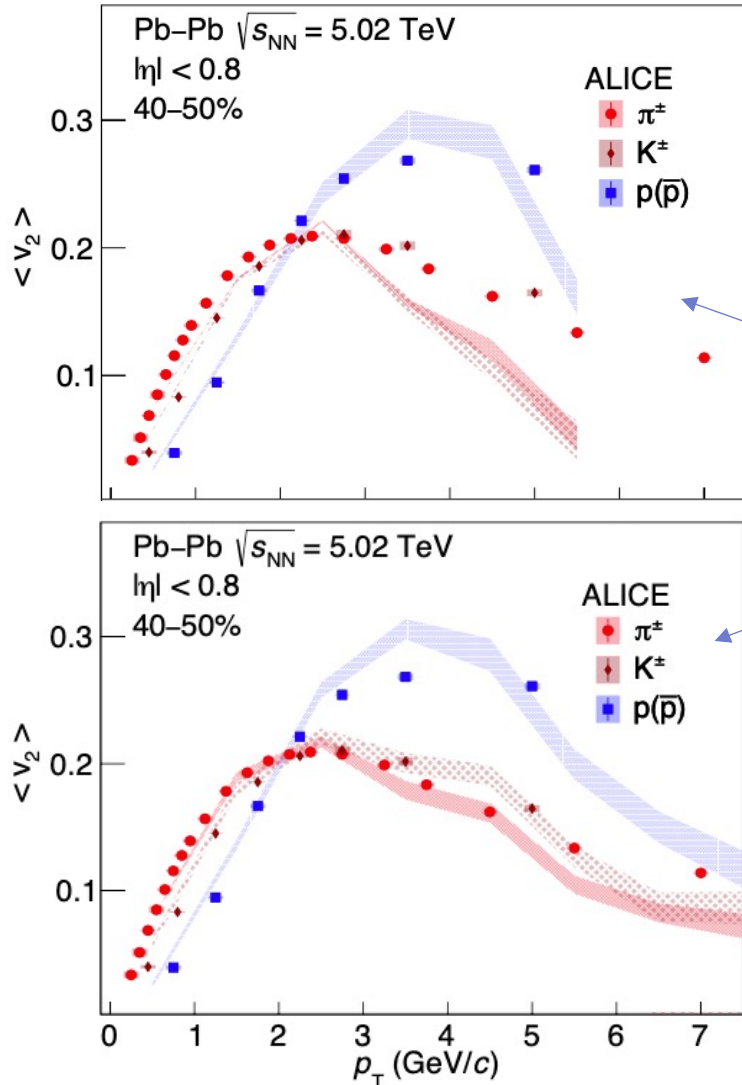 Pb–Pb √sNN = 5.02 TeV
|η| < 0.8
40–50%
ALICE
π±
K±
p(p̅)
0.3
0.2
0.1
< v2 >
Pb–Pb √sNN = 5.02 TeV
|η| < 0.8
40–50%
ALICE
π±
K±
p(p̅)
0.3
0.2
0.1
< v2 >
0 1 2 3 4 5 6 7
pT (GeV/c)